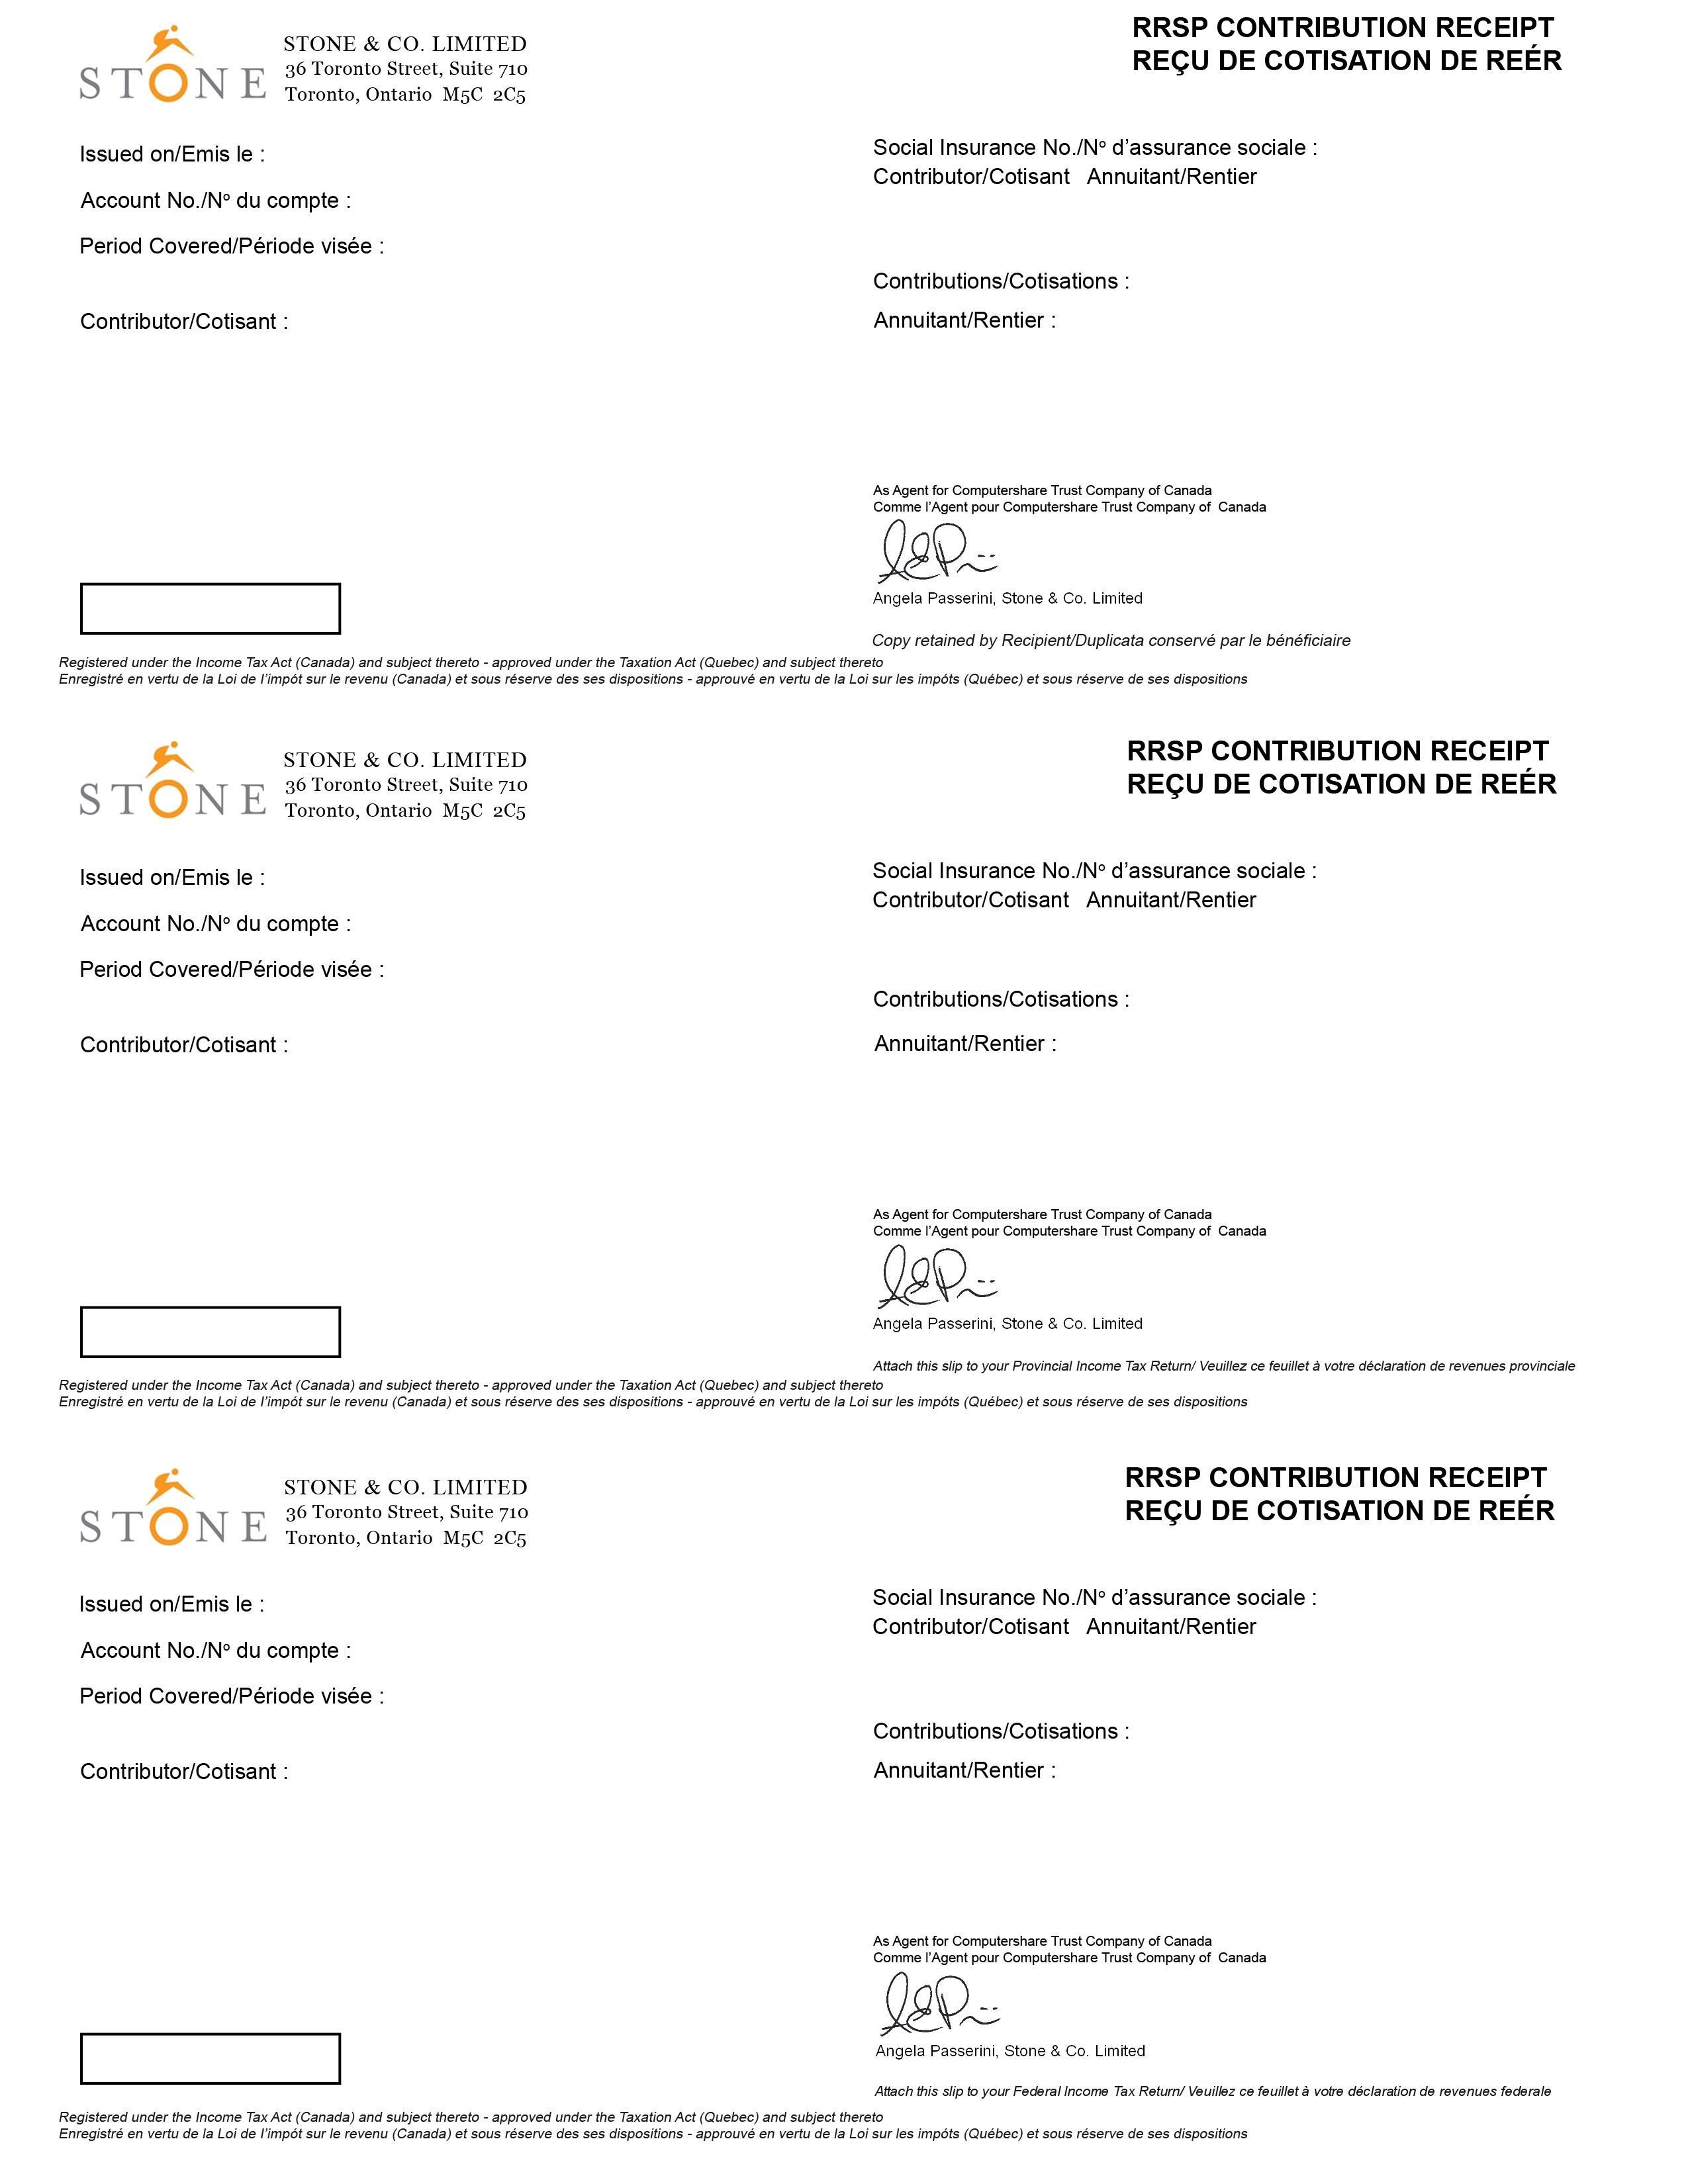 STONE
STONE & CO. LIMITED
36 Toronto Street, Suite 710
Toronto, Ontario M5C 2C5
RRSP CONTRIBUTION RECEIPT
REÇU DE COTISATION DE REÉR
Issued on/Emis le :
Account No./Nº du compte :
Period Covered/Période visée :
Contributor/Cotisant :
Social Insurance No./Nº d’assurance sociale :
Contributor/Cotisant Annuitant/Rentier
Contributions/Cotisations :
Annuitant/Rentier :
As Agent for Computershare Trust Company of Canada
Comme l’Agent pour Computershare Trust Company of Canada
Angela Passerini, Stone & Co. Limited
Copy retained by Recipient/Duplicata conservé par le bénéficiaire
Registered under the Income Tax Act (Canada) and subject thereto - approved under the Taxation Act (Quebec) and subject thereto
Enregistré en vertu de la Loi de l’impót sur le revenu (Canada) et sous réserve des ses dispositions - approuvé en vertu de la Loi sur les impóts (Québec) et sous réserve de ses dispositions
STONE
STONE & CO. LIMITED
36 Toronto Street, Suite 710
Toronto, Ontario M5C 2C5
RRSP CONTRIBUTION RECEIPT
REÇU DE COTISATION DE REÉR
Issued on/Emis le :
Account No./Nº du compte :
Period Covered/Période visée :
Contributor/Cotisant :
Social Insurance No./Nº d’assurance sociale :
Contributor/Cotisant Annuitant/Rentier
Contributions/Cotisations :
Annuitant/Rentier :
As Agent for Computershare Trust Company of Canada
Comme l’Agent pour Computershare Trust Company of Canada
Angela Passerini, Stone & Co. Limited
Attach this slip to your Provincial Income Tax Return/ Veuillez ce feuillet à votre déclaration de revenues provinciale
Registered under the Income Tax Act (Canada) and subject thereto - approved under the Taxation Act (Quebec) and subject thereto
Enregistré en vertu de la Loi de l’impót sur le revenu (Canada) et sous réserve des ses dispositions - approuvé en vertu de la Loi sur les impóts (Québec) et sous réserve de ses dispositions
STONE
STONE & CO. LIMITED
36 Toronto Street, Suite 710
Toronto, Ontario M5C 2C5
RRSP CONTRIBUTION RECEIPT
REÇU DE COTISATION DE REÉR
Issued on/Emis le :
Account No./Nº du compte :
Period Covered/Période visée :
Contributor/Cotisant :
Social Insurance No./Nº d’assurance sociale :
Contributor/Cotisant Annuitant/Rentier
Contributions/Cotisations :
Annuitant/Rentier :
As Agent for Computershare Trust Company of Canada
Comme l’Agent pour Computershare Trust Company of Canada
Angela Passerini, Stone & Co. Limited
Attach this slip to your Federal Income Tax Return/ Veuillez ce feuillet à votre déclaration de revenues federale
Registered under the Income Tax Act (Canada) and subject thereto - approved under the Taxation Act (Quebec) and subject thereto
Enregistré en vertu de la Loi de l’impót sur le revenu (Canada) et sous réserve des ses dispositions - approuvé en vertu de la Loi sur les impóts (Québec) et sous réserve de ses dispositions